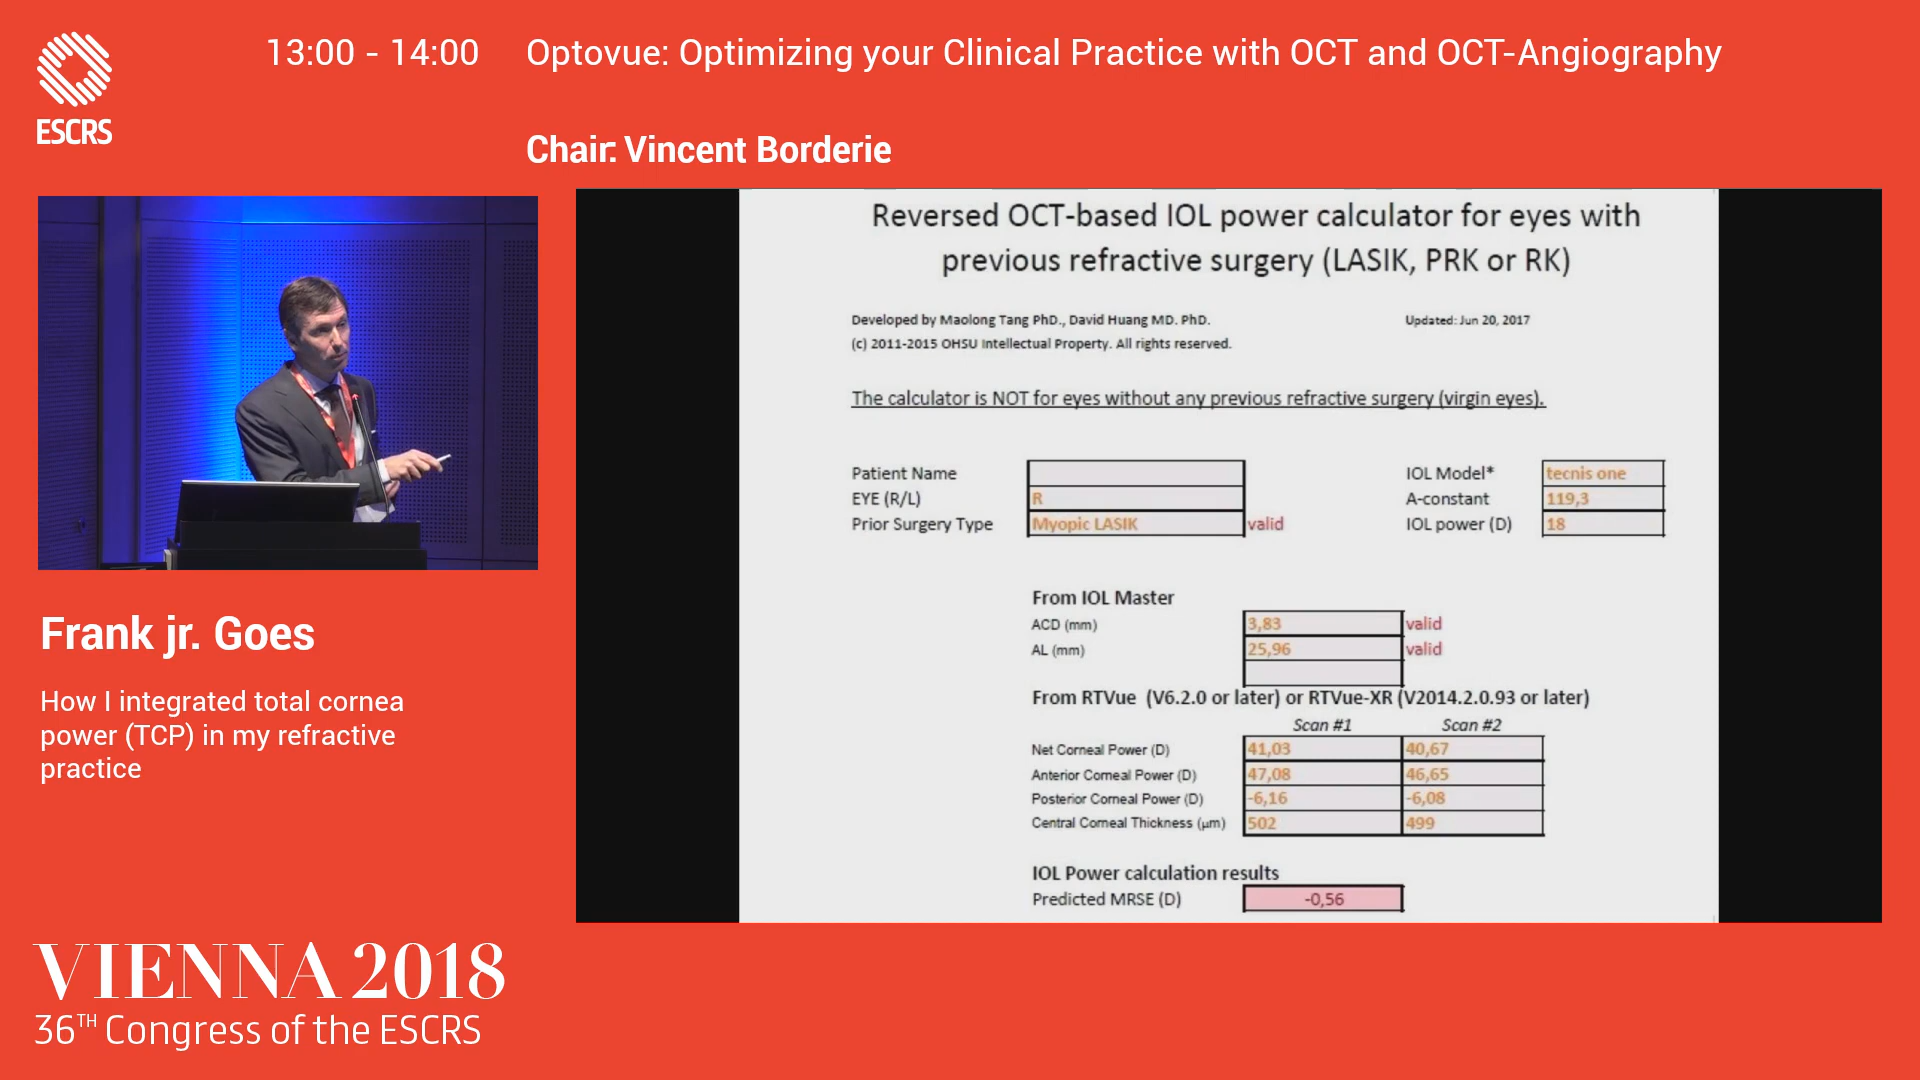 13:00 - 14:00 Optovue: Optimizing your Clinical Practice with OCT and OCT-Angiography
ESCRS
Chair: Vincent Borderie
Reversed OCT-based IOL power calculator for eyes with
previous refractive surgery (LASIK, PRK or RK)
Developed by Maolong Tang PhD., David Huang MD. PhD. Updated: Jun 20, 2017
(c) 2011-2015 OHSU Intellectual Property. All rights reserved.
The calculator is NOT for eyes without any previous refractive surgery (virgin eyes).
Patient Name IOL Model* tecnis one
EYE (R/L) R A-constant 119,3
Prior Surgery Type Myopic LASIK valid IOL power (D) 18
From IOL Master
ACD (mm) 3,83 valid
AL (mm) 25,96 valid
From RTVue (V6.2.0 or later) or RTVue-XR (V2014.2.0.93 or later)
Scan #1 Scan #2
Net Corneal Power (D) 41,03 40,67
Anterior Corneal Power (D) 47,08 46,65
Posterior Corneal Power (D) -6,16 -6,08
Central Corneal Thickness (μm) 502 499
IOL Power calculation results
Predicted MRSE (D) -0,56
Frank jr. Goes
How I integrated total cornea
power (TCP) in my refractive
practice
VIENNA 2018
36TH Congress of the ESCRS